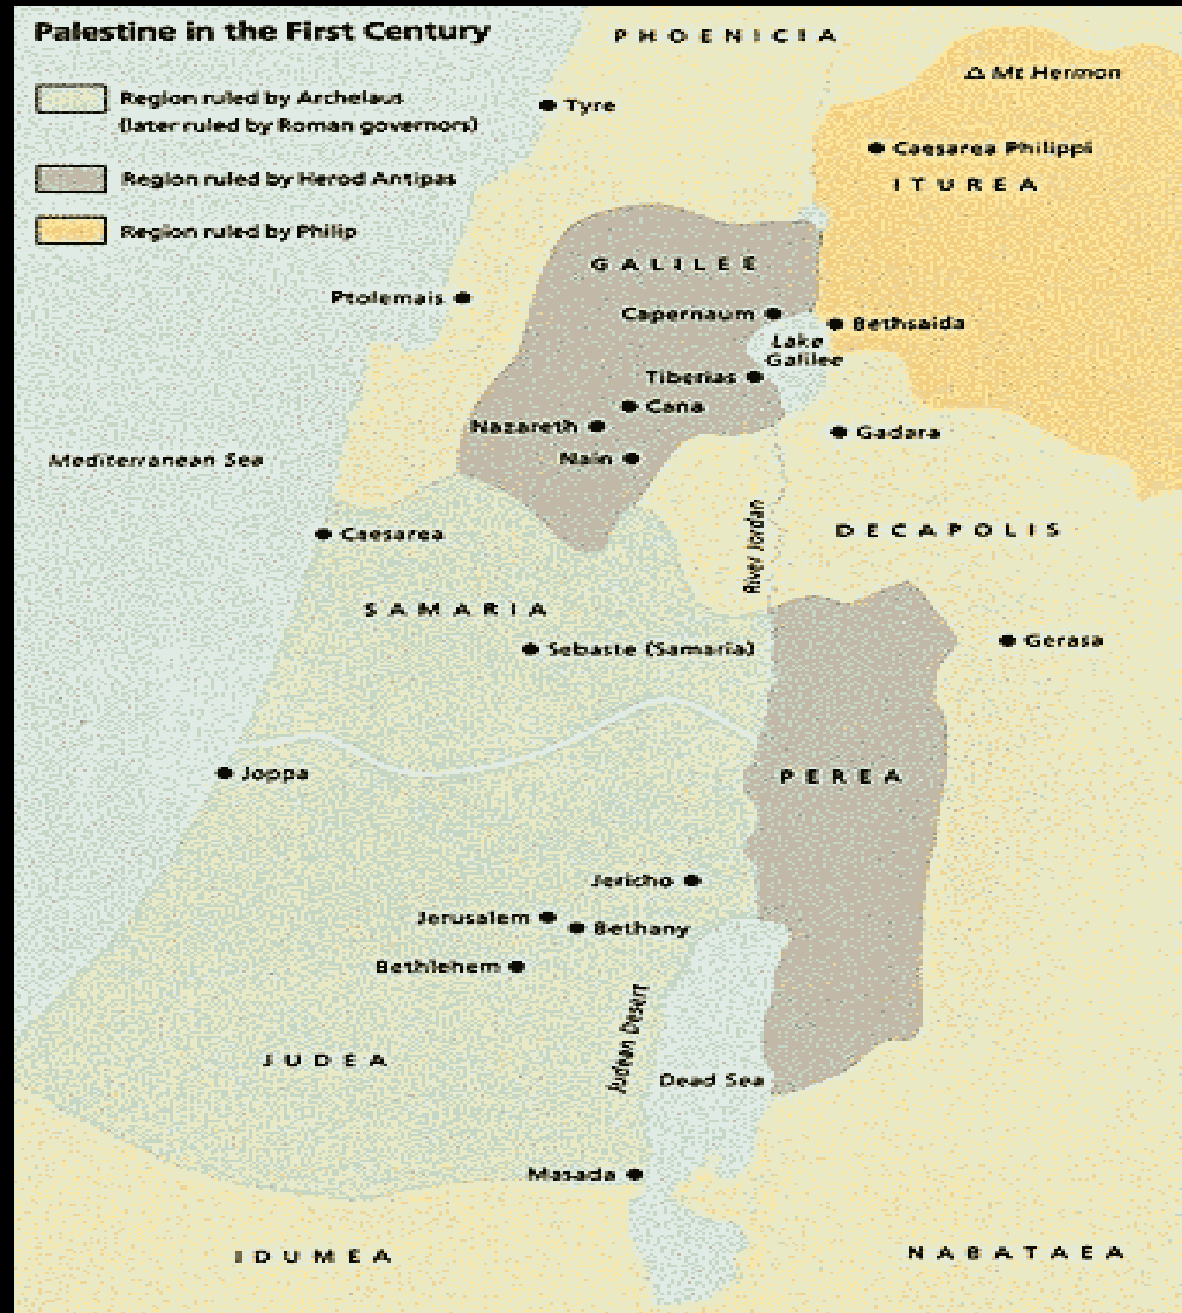 Palestine in the First Century
PHOENICIA
Mt Hermon
Region ruled by Archelaus
(later ruled by Roman governors)
Tyre
Caesarea Philippi
Region ruled by Herod Antipas
ITUREA
Region ruled by Philip
GALILEE
Ptolemais
Capernaum
Bethsaida
Lake
Galilee
Tiberias
Cana
Nazareth
Gadara
Nain
Mediterranean Sea
Caesarea
River Jordan
DECAPOLIS
SAMARIA
Sebaste (Samaria)
Gerasa
Joppa
PEREA
Jericho
Jerusalem
Bethany
Bethlehem
Judean Desert
JUDEA
Dead Sea
Masada
IDUMEA
NABATAEA